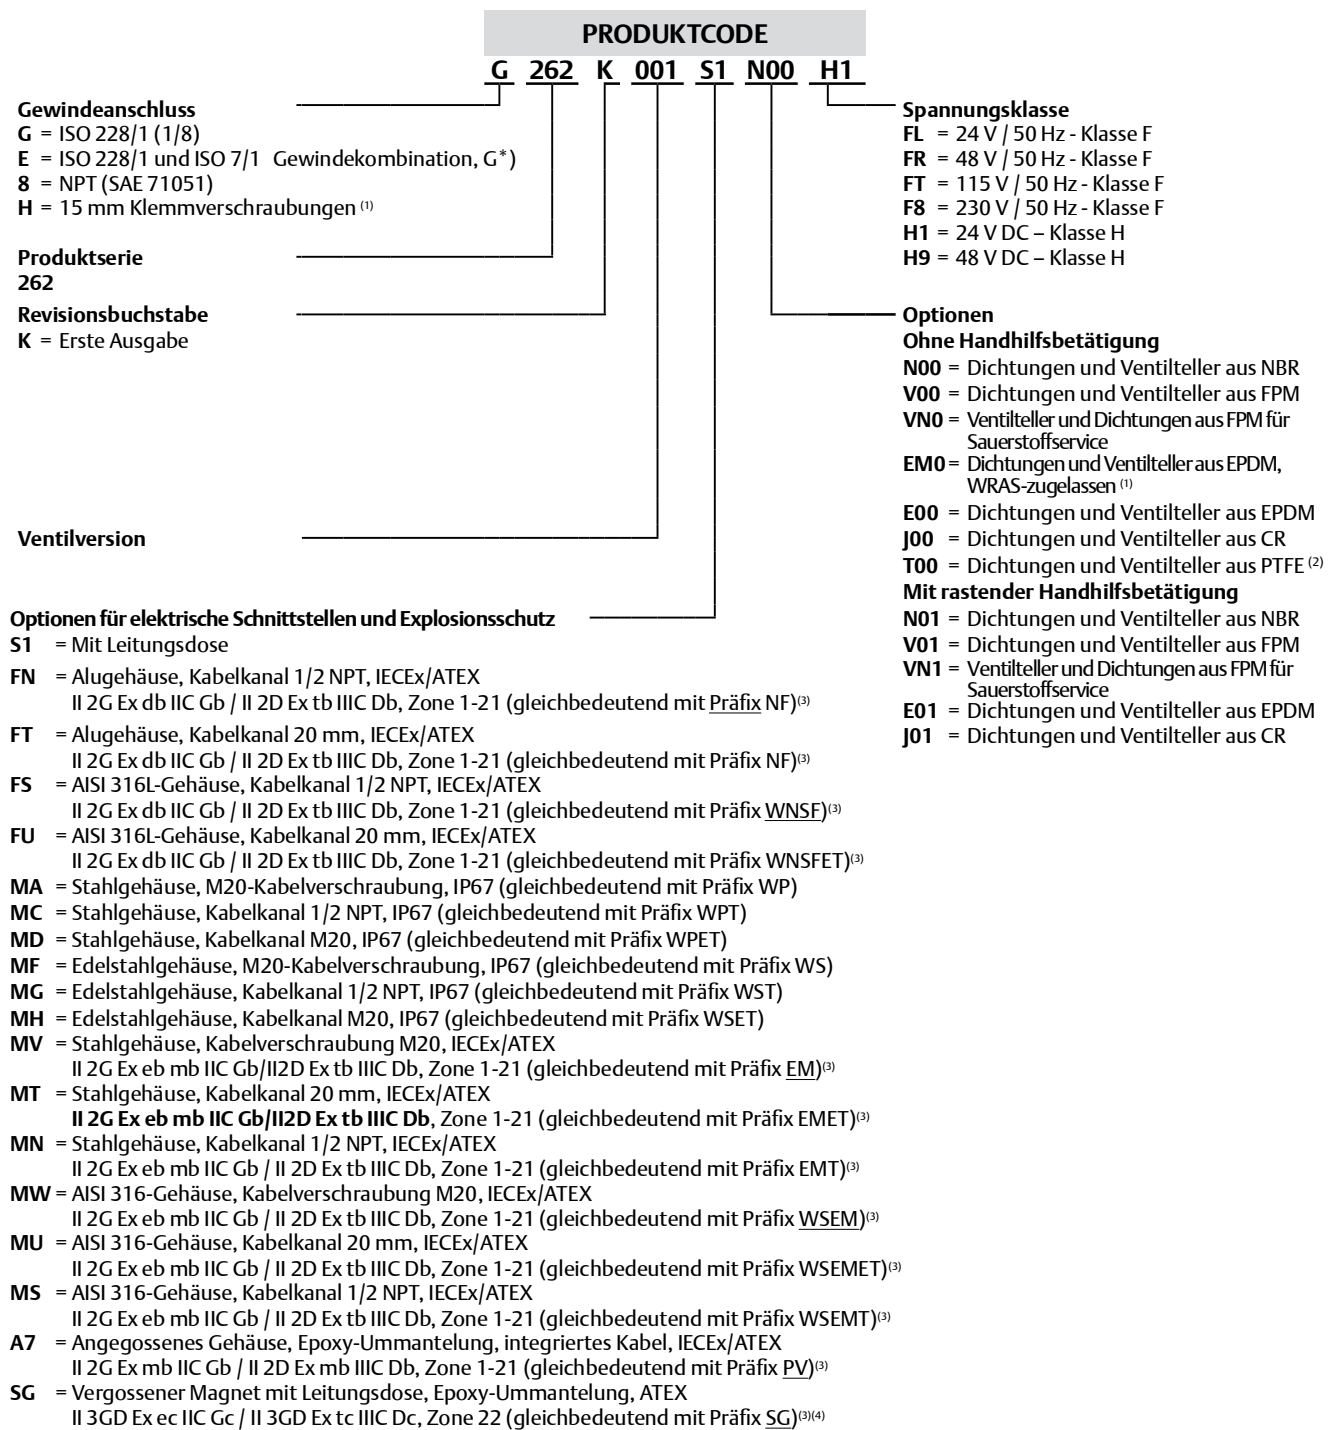 PRODUKTCODE
G 262 K 001 S1 N00 H1
Gewindeanschluss
G = ISO 228/1 (1/8)
E = ISO 228/1 und ISO 7/1 Gewindekombination, G*)
8 = NPT (SAE 71051)
H = 15 mm Klemmverschraubungen (1)
Produktserie
262
Revisionsbuchstabe
K = Erste Ausgabe
Ventilversion
Optionen für elektrische Schnittstellen und Explosionsschutz
S1 = Mit Leitungsdose
FN = Alugehäuse, Kabelkanal 1/2 NPT, IECEx/ATEX
II 2G Ex db IIC Gb / II 2D Ex tb IIIC Db, Zone 1-21 (gleichbedeutend mit Präfix NF)(3)
FT = Alugehäuse, Kabelkanal 20 mm, IECEx/ATEX
II 2G Ex db IIC Gb / II 2D Ex tb IIIC Db, Zone 1-21 (gleichbedeutend mit Präfix NF)(3)
FS = AISI 316L-Gehäuse, Kabelkanal 1/2 NPT, IECEx/ATEX
II 2G Ex db IIC Gb / II 2D Ex tb IIIC Db, Zone 1-21 (gleichbedeutend mit Präfix WNSF)(3)
FU = AISI 316L-Gehäuse, Kabelkanal 20 mm, IECEx/ATEX
II 2G Ex db IIC Gb / II 2D Ex tb IIIC Db, Zone 1-21 (gleichbedeutend mit Präfix WNSFET)(3)
MA = Stahlgehäuse, M20-Kabelverschraubung, IP67 (gleichbedeutend mit Präfix WP)
MC = Stahlgehäuse, Kabelkanal 1/2 NPT, IP67 (gleichbedeutend mit Präfix WPT)
MD = Stahlgehäuse, Kabelkanal M20, IP67 (gleichbedeutend mit Präfix WPET)
MF = Edelstahlgehäuse, M20-Kabelverschraubung, IP67 (gleichbedeutend mit Präfix WS)
MG = Edelstahlgehäuse, Kabelkanal 1/2 NPT, IP67 (gleichbedeutend mit Präfix WST)
MH = Edelstahlgehäuse, Kabelkanal M20, IP67 (gleichbedeutend mit Präfix WSET)
MV = Stahlgehäuse, Kabelverschraubung M20, IECEx/ATEX
II 2G Ex eb mb IIC Gb/II2D Ex tb IIIC Db, Zone 1-21 (gleichbedeutend mit Präfix EM)(3)
MT = Stahlgehäuse, Kabelkanal 20 mm, IECEx/ATEX
II 2G Ex eb mb IIC Gb/II2D Ex tb IIIC Db, Zone 1-21 (gleichbedeutend mit Präfix EMET)(3)
MN = Stahlgehäuse, Kabelkanal 1/2 NPT, IECEx/ATEX
II 2G Ex eb mb IIC Gb / II 2D Ex tb IIIC Db, Zone 1-21 (gleichbedeutend mit Präfix EMT)(3)
MW = AISI 316-Gehäuse, Kabelverschraubung M20, IECEx/ATEX
II 2G Ex eb mb IIC Gb / II 2D Ex tb IIIC Db, Zone 1-21 (gleichbedeutend mit Präfix WSEM)(3)
MU = AISI 316-Gehäuse, Kabelkanal 20 mm, IECEx/ATEX
II 2G Ex eb mb IIC Gb / II 2D Ex tb IIIC Db, Zone 1-21 (gleichbedeutend mit Präfix WSEMET)(3)
MS = AISI 316-Gehäuse, Kabelkanal 1/2 NPT, IECEx/ATEX
II 2G Ex eb mb IIC Gb / II 2D Ex tb IIIC Db, Zone 1-21 (gleichbedeutend mit Präfix WSEMT)(3)
A7 = Angegossenes Gehäuse, Epoxy-Ummantelung, integriertes Kabel, IECEx/ATEX
II 2G Ex mb IIC Gb / II 2D Ex mb IIIC Db, Zone 1-21 (gleichbedeutend mit Präfix PV)(3)
SG = Vergossener Magnet mit Leitungsdose, Epoxy-Ummantelung, ATEX
II 3GD Ex ec IIC Gc / II 3GD Ex tc IIIC Dc, Zone 22 (gleichbedeutend mit Präfix SG)(3)(4)
Spannungsklasse
FL = 24 V / 50 Hz - Klasse F
FR = 48 V / 50 Hz - Klasse F
FT = 115 V / 50 Hz - Klasse F
F8 = 230 V / 50 Hz - Klasse F
H1 = 24 V DC – Klasse H
H9 = 48 V DC – Klasse H
Optionen
Ohne Handhilfsbetätigung
N00 = Dichtungen und Ventilteller aus NBR
V00 = Dichtungen und Ventilteller aus FPM
VN0 = Ventilteller und Dichtungen aus FPM für
Sauerstoffservice
EM0 = Dichtungen und Ventilteller aus EPDM,
WRAS-zugelassen (1)
E00 = Dichtungen und Ventilteller aus EPDM
J00 = Dichtungen und Ventilteller aus CR
T00 = Dichtungen und Ventilteller aus PTFE (2)
Mit rastender Handhilfsbetätigung
N01 = Dichtungen und Ventilteller aus NBR
V01 = Dichtungen und Ventilteller aus FPM
VN1 = Ventilteller und Dichtungen aus FPM für
Sauerstoffservice
E01 = Dichtungen und Ventilteller aus EPDM
J01 = Dichtungen und Ventilteller aus CR